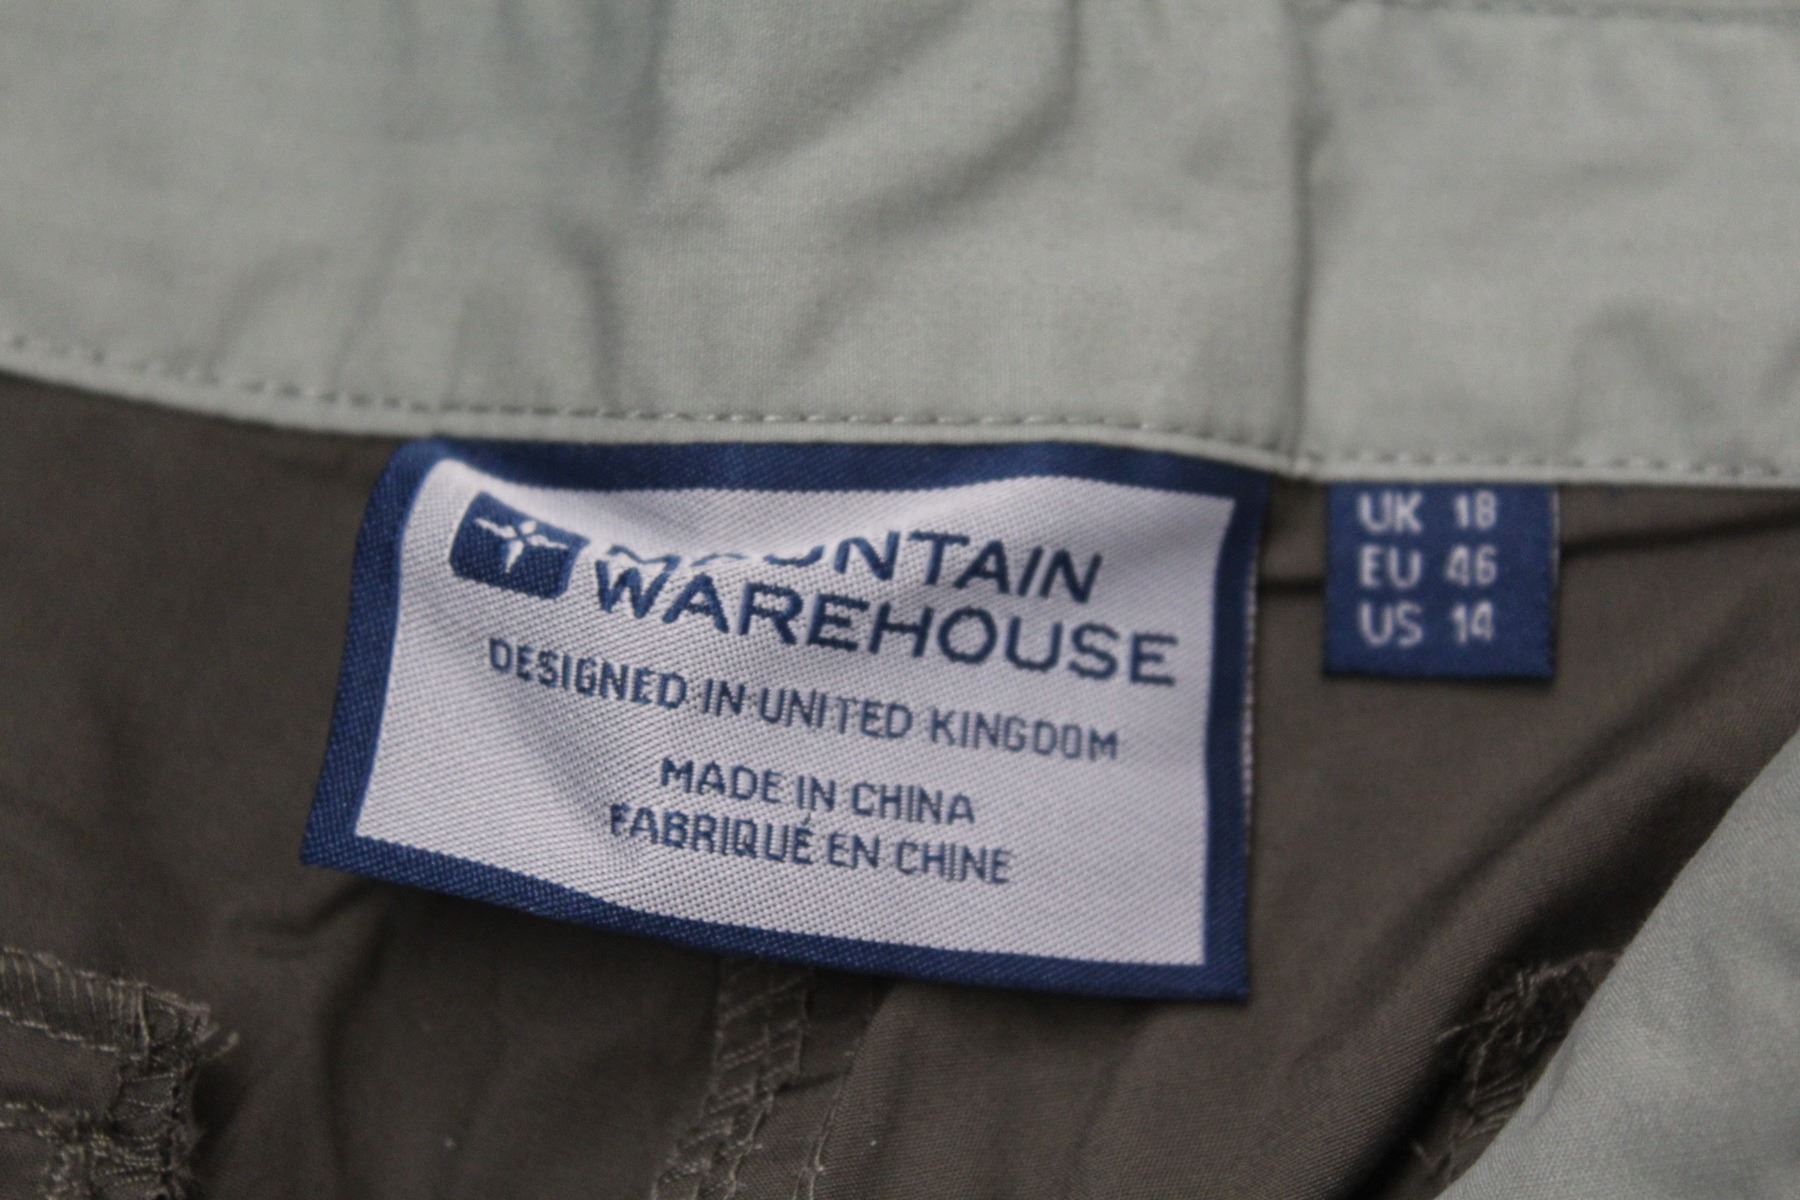 MOUNTAIN
WAREHOUSE
DESIGNED IN UNITED KINGDOM
MADE IN CHINA
FABRIQUÉ EN CHINE
UK 18
EU 46
US 14